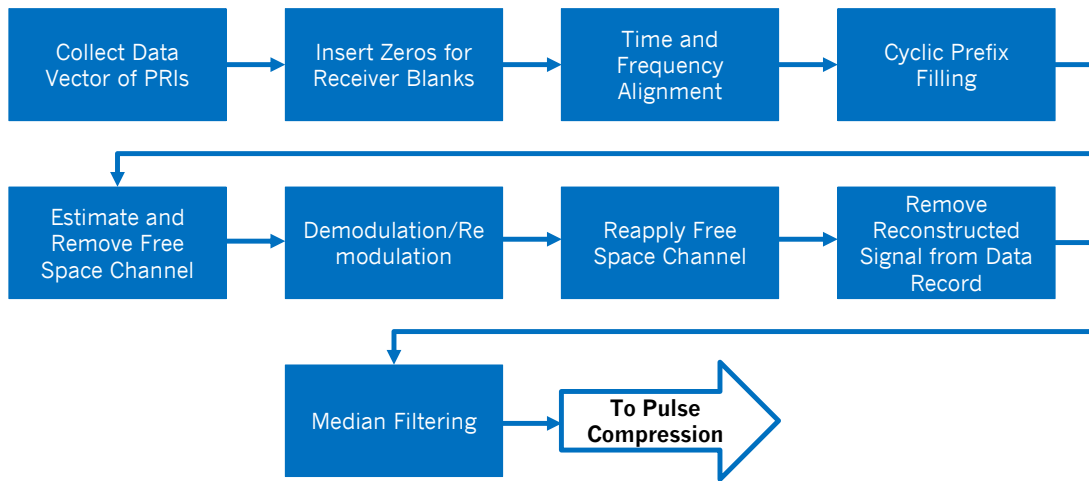 Collect Data
Vector of PRIs
Insert Zeros for
Receiver Blanks
Time and
Frequency
Alignment
Cyclic Prefix
Filling
Estimate and
Remove Free
Space Channel
Demodulation/Re
modulation
Reapply Free
Space Channel
Remove
Reconstructed
Signal from Data
Record
Median Filtering
To Pulse
Compression